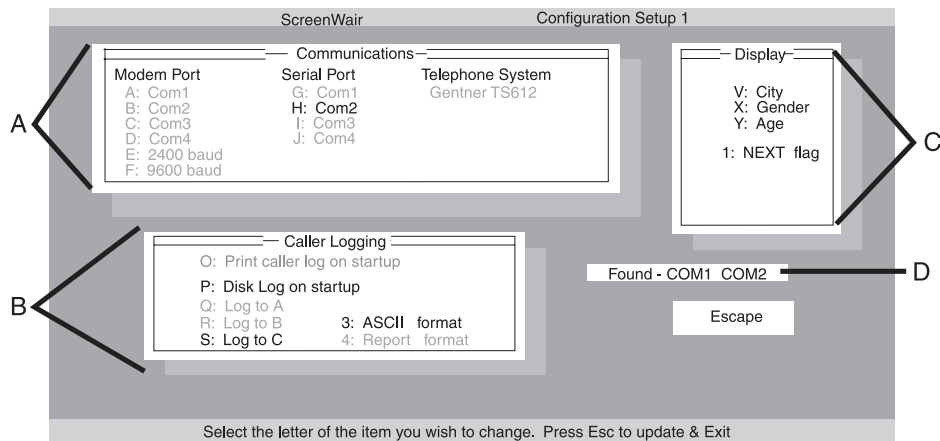 ScreenWair Configuration Setup 1
A
Communications
Modem Port
A: Com1
B: Com2
C: Com3
D: Com4
E: 2400 baud
F: 9600 baud
Serial Port
G: Com1
H: Com2
I: Com3
J: Com4
Telephone System
Gentner TS612
Display
V: City
X: Gender
Y: Age
1: NEXT flag
C
B
Caller Logging
O: Print caller log on startup
P: Disk Log on startup
Q: Log to A
R: Log to B 3: ASCII format
S: Log to C 4: Report format
Found - COM1 COM2
D
Escape
Select the letter of the item you wish to change. Press Esc to update & Exit